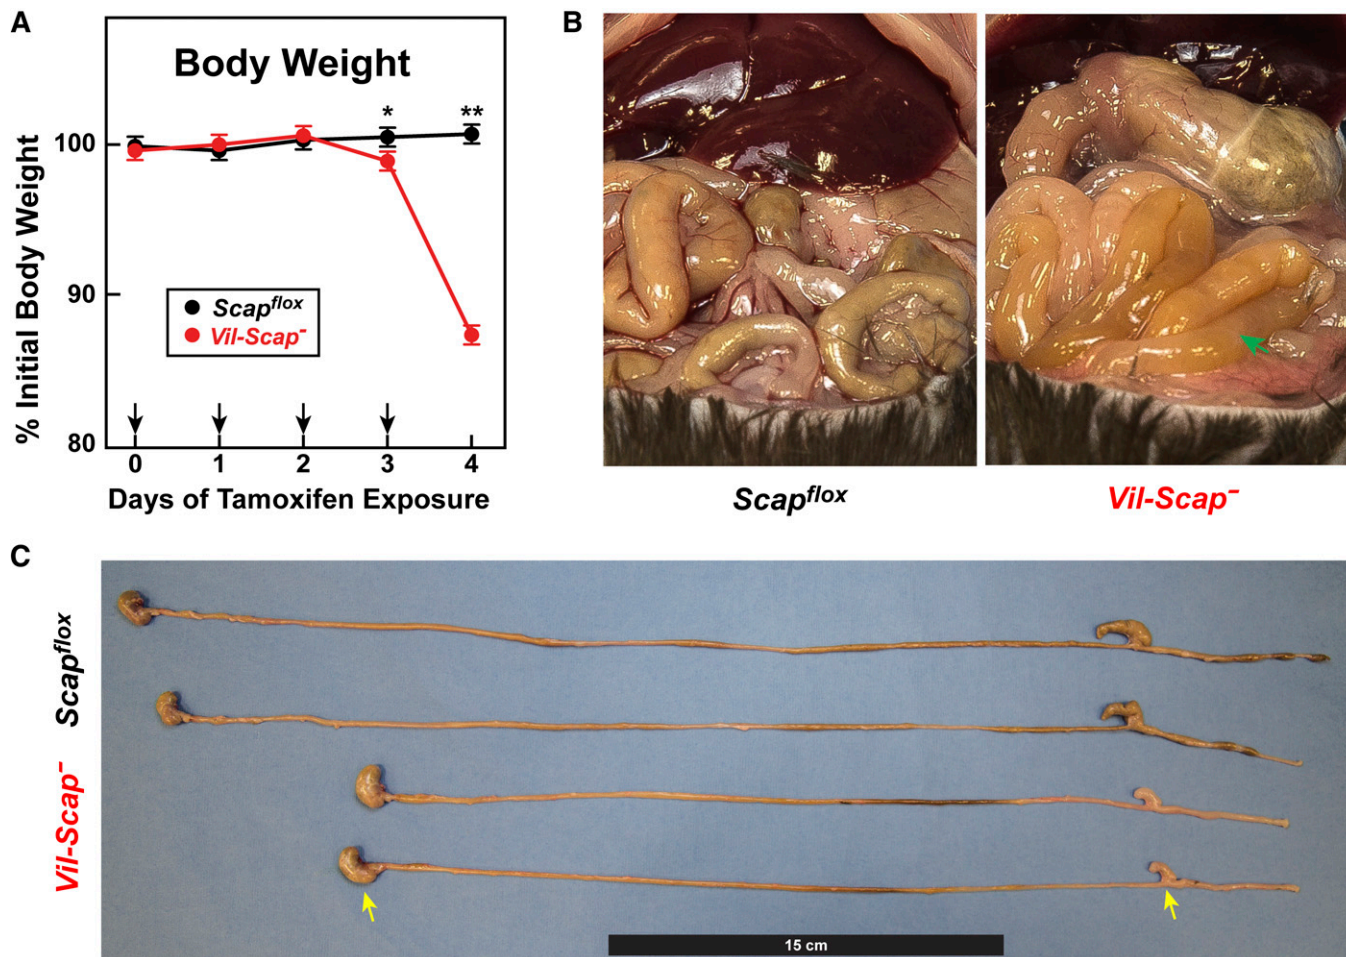 A
Body Weight
% Initial Body Weight
100
90
80
* **
Scapflox
Vil-Scap⁻
0 1 2 3 4
Days of Tamoxifen Exposure
B
Scapflox
Vil-Scap⁻
C
Scapflox
Vil-Scap⁻
15 cm